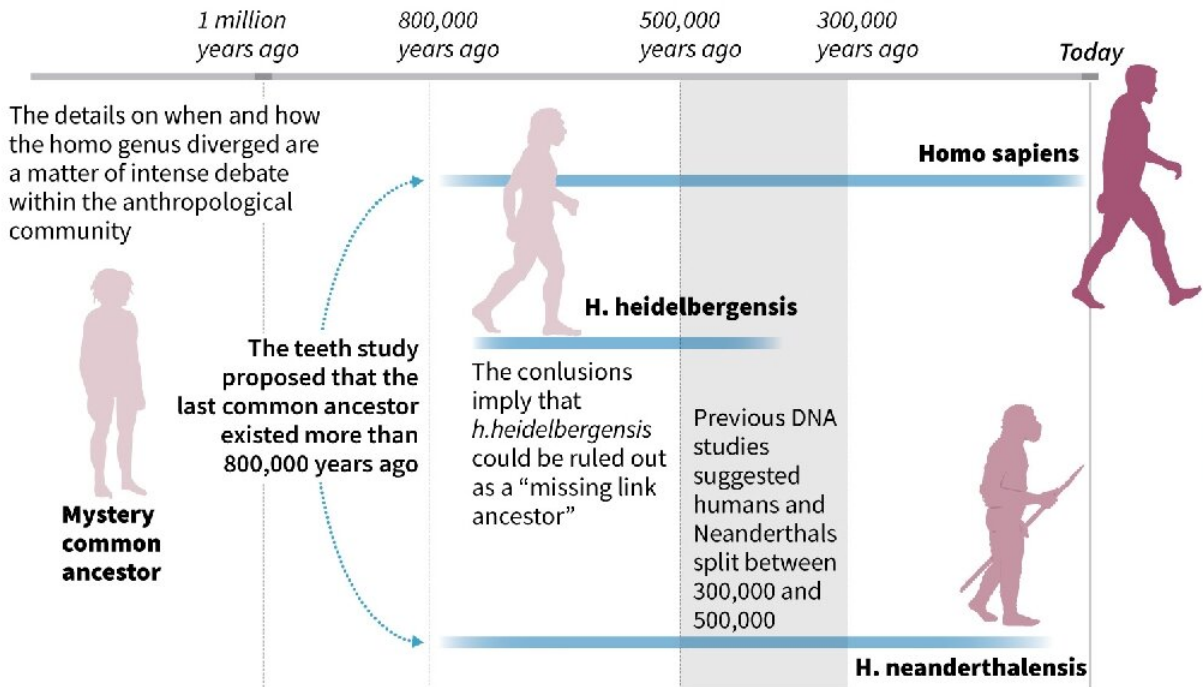 1 million
years ago
800,000
years ago
500,000
years ago
300,000
years ago
Today
The details on when and how
the homo genus diverged are
a matter of intense debate
within the anthropological
community
Homo sapiens
H. heidelbergensis
The teeth study
proposed that the
last common ancestor
existed more than
800,000 years ago
The conlusions
imply that
h.heidelbergensis
could be ruled out
as a “missing link
ancestor”
Previous DNA
studies
suggested
humans and
Neanderthals
split between
300,000 and
500,000
Mystery
common
ancestor
H. neanderthalensis